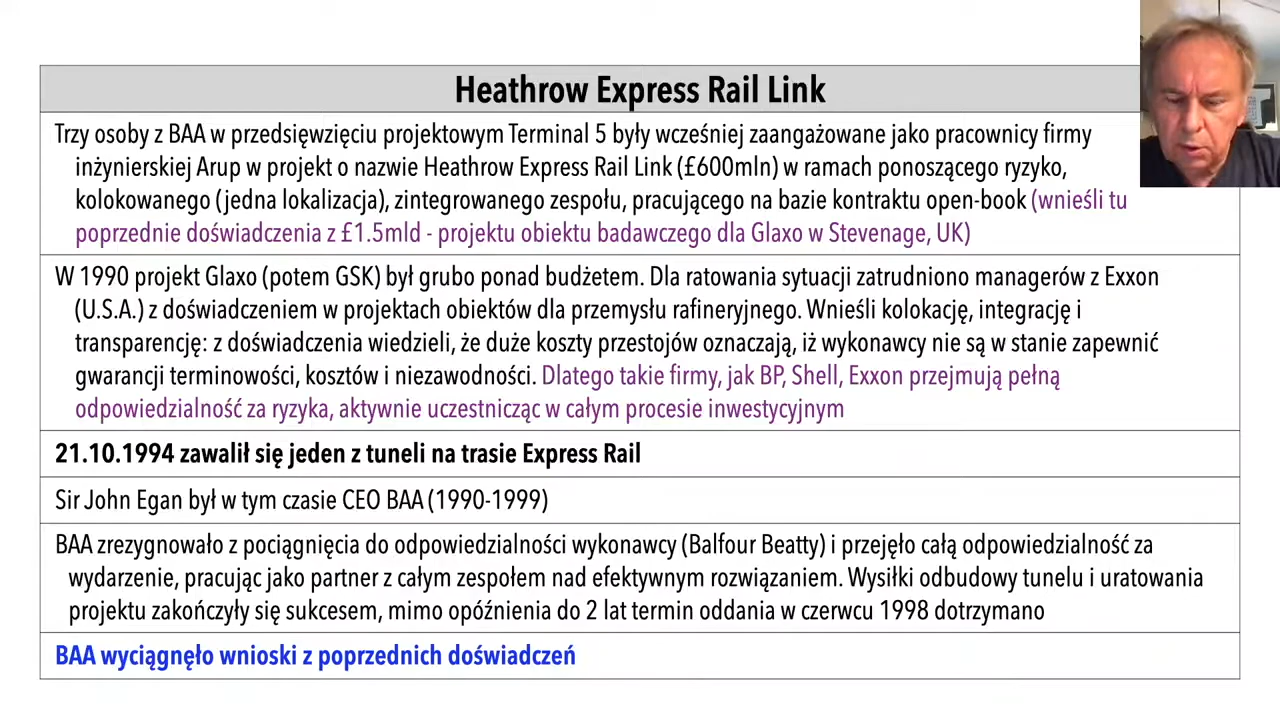 Heathrow Express Rail Link
Trzy osoby z BAA w przedsięwzięciu projektowym Terminal 5 były wcześniej zaangażowane jako pracownicy firmy
inżynierskiej Arup w projekt o nazwie Heathrow Express Rail Link (£600mln) w ramach ponoszącego ryzyko,
kolokowanego (jedna lokalizacja), zintegrowanego zespołu, pracującego na bazie kontraktu open-book (wnieśli tu
poprzednie doświadczenia z £1.5mld - projektu obiektu badawczego dla Glaxo w Stevenage, UK)
W 1990 projekt Glaxo (potem GSK) był grubo ponad budżetem. Dla ratowania sytuacji zatrudniono managerów z Exxon
(U.S.A.) z doświadczeniem w projektach obiektów dla przemysłu rafineryjnego. Wnieśli kolokację, integrację i
transparencję: z doświadczenia wiedzieli, że duże koszty przestojów oznaczają, iż wykonawcy nie są w stanie zapewnić
gwarancji terminowości, kosztów i niezawodności. Dlatego takie firmy, jak BP, Shell, Exxon przejmują pełną
odpowiedzialność za ryzyka, aktywnie uczestnicząc w całym procesie inwestycyjnym
21.10.1994 zawalił się jeden z tuneli na trasie Express Rail
Sir John Egan był w tym czasie CEO BAA (1990-1999)
BAA zrezygnowało z pociągnięcia do odpowiedzialności wykonawcy (Balfour Beatty) i przejęło całą odpowiedzialność za
wydarzenie, pracując jako partner z całym zespołem nad efektywnym rozwiązaniem. Wysiłki odbudowy tunelu i uratowania
projektu zakończyły się sukcesem, mimo opóźnienia do 2 lat termin oddania w czerwcu 1998 dotrzymano
BAA wyciągnęło wnioski z poprzednich doświadczeń